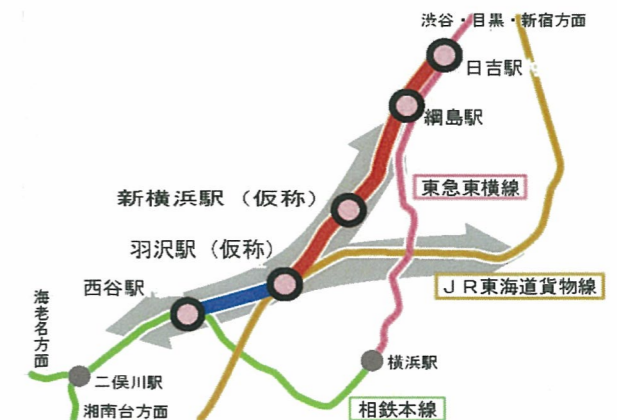 渋谷・目黒・新宿方面
日吉駅
綱島駅
東急東横線
新横浜駅（仮称）
羽沢駅（仮称）
西谷駅
JR東海道貨物線
海老名方面
横浜駅
二俣川駅
湘南台方面
相鉄本線